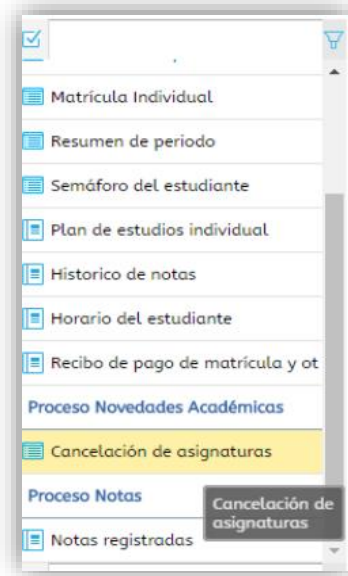 Matrícula Individual
Resumen de periodo
Semáforo del estudiante
Plan de estudios individual
Historico de notas
Horario del estudiante
Recibo de pago de matrícula y ot
Proceso Novedades Académicas
Cancelación de asignaturas
Proceso Notas
Cancelación de
asignaturas
Notas registradas